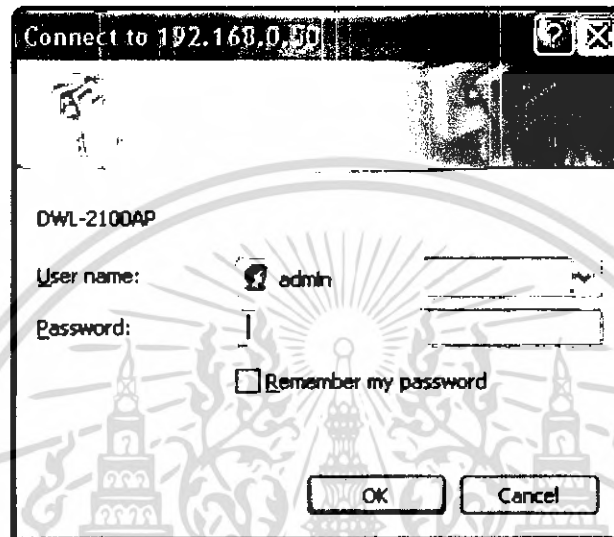 Connect to 192.168.0.50
DWL-2100AP
User name:
admin
Password:
Remember my password
OK
Cancel